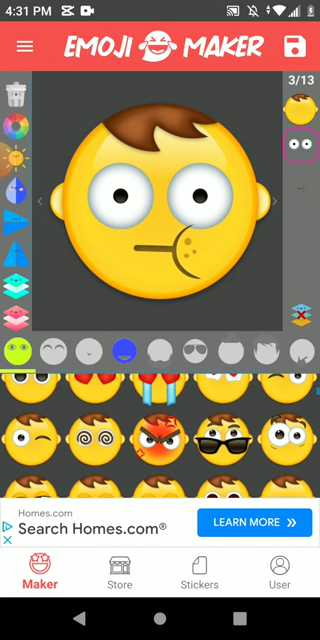 4:31 PM
EMOJI MAKER
3/13
Homes.com
Search Homes.com®
LEARN MORE
Maker
Store
Stickers
User